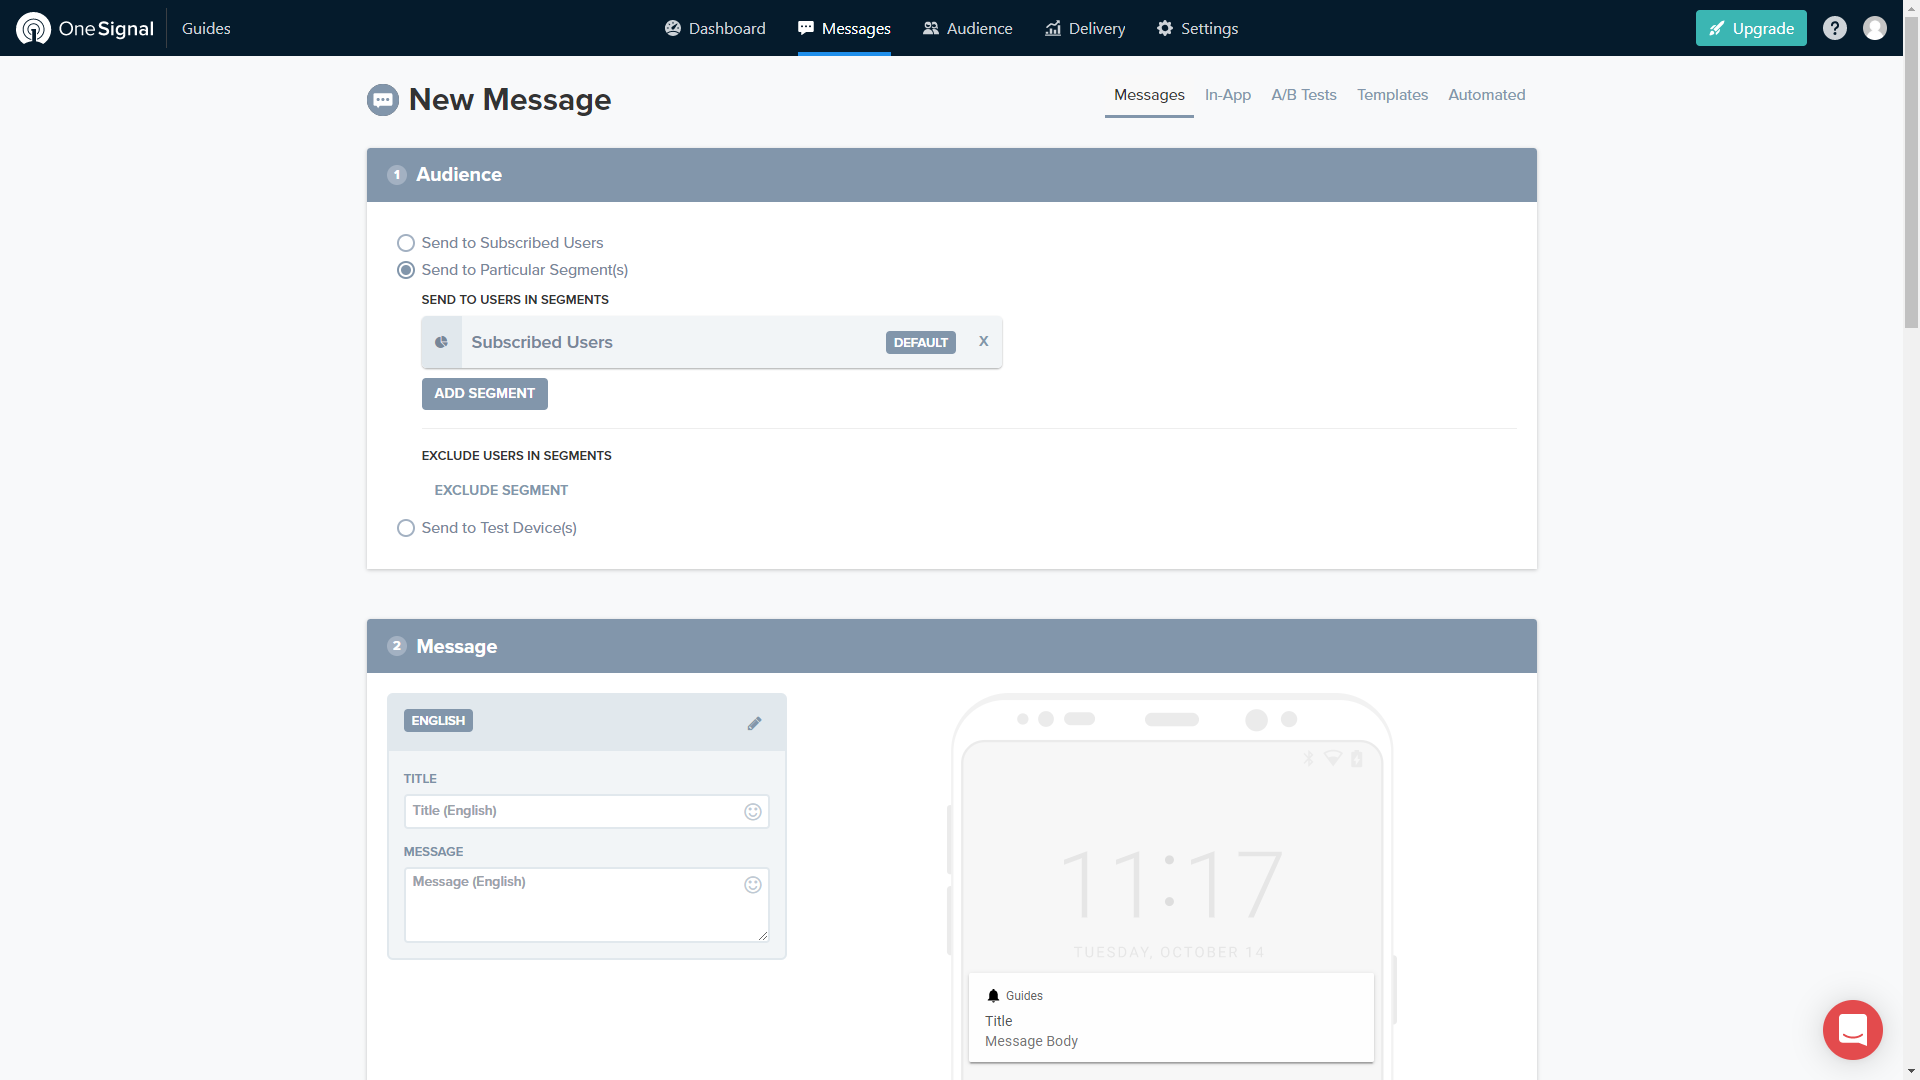 OneSignal
Guides
Dashboard
Messages
Audience
Delivery
Settings
Upgrade
?
New Message
Messages
In-App
A/B Tests
Templates
Automated
1 Audience
Send to Subscribed Users
Send to Particular Segment(s)
SEND TO USERS IN SEGMENTS
Subscribed Users
DEFAULT
X
ADD SEGMENT
EXCLUDE USERS IN SEGMENTS
EXCLUDE SEGMENT
Send to Test Device(s)
2 Message
ENGLISH
TITLE
Title (English)
MESSAGE
Message (English)
11:17
TUESDAY, OCTOBER 14
Guides
Title
Message Body